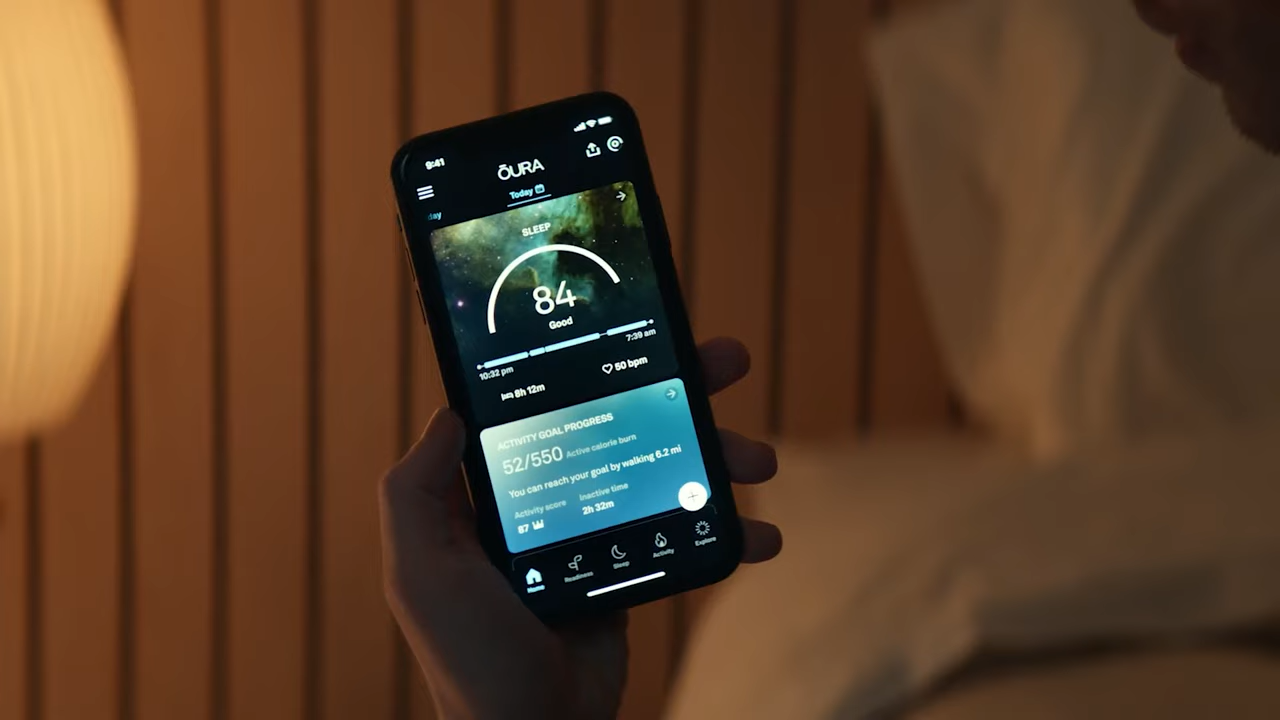 9:41
ŌURA
Today
day
SLEEP
84
Good
10:32 pm
7:39 am
8h 12m
50 bpm
ACTIVITY GOAL PROGRESS
52/550 Active calorie burn
You can reach your goal by walking 6.2 mi
Activity score
Inactive time
87
2h 32m
Home
Readiness
Sleep
Activity
Explore